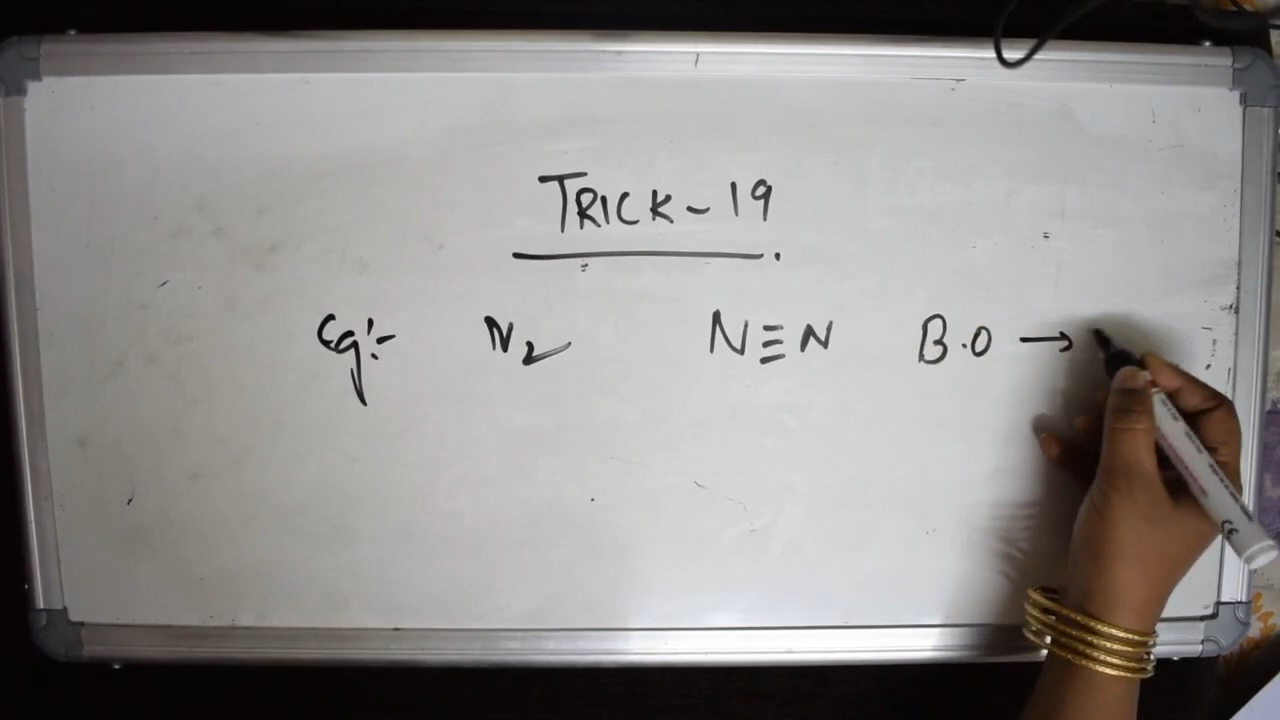 TRICK-19.
Eg:- N2 N≡N B.O →